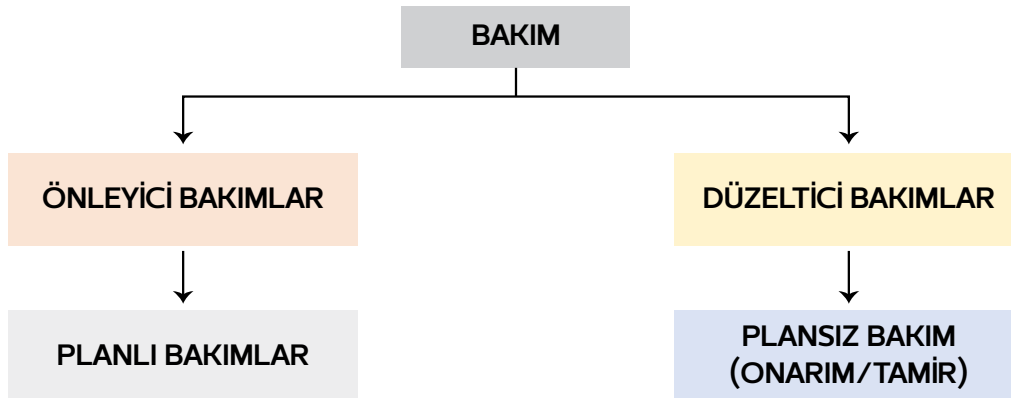 BAKIM
ÖNLEYİCİ BAKIMLAR
DÜZELTİCİ BAKIMLAR
PLANLI BAKIMLAR
PLANSIZ BAKIM
(ONARIM/TAMİR)